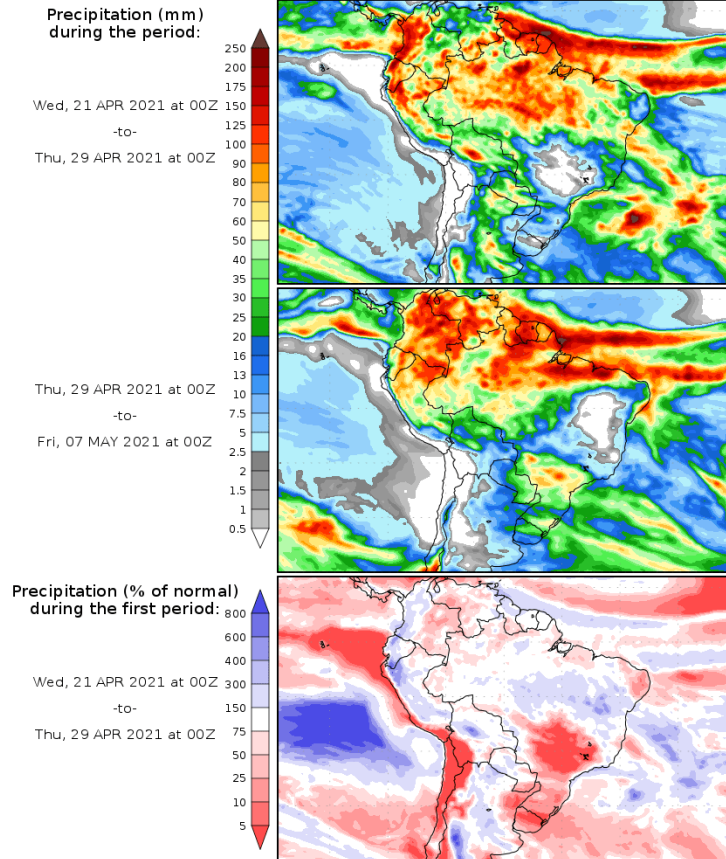 Precipitation (mm)
during the period:
Wed, 21 APR 2021 at 00Z
-to-
Thu, 29 APR 2021 at 00Z
250
200
175
150
125
100
90
80
70
60
50
40
35
30
25
20
16
13
10
7.5
5
2.5
2
1.5
1
0.5
Thu, 29 APR 2021 at 00Z
-to-
Fri, 07 MAY 2021 at 00Z
Precipitation (% of normal)
during the first period:
Wed, 21 APR 2021 at 00Z
-to-
Thu, 29 APR 2021 at 00Z
800
600
400
300
150
75
50
25
10
5